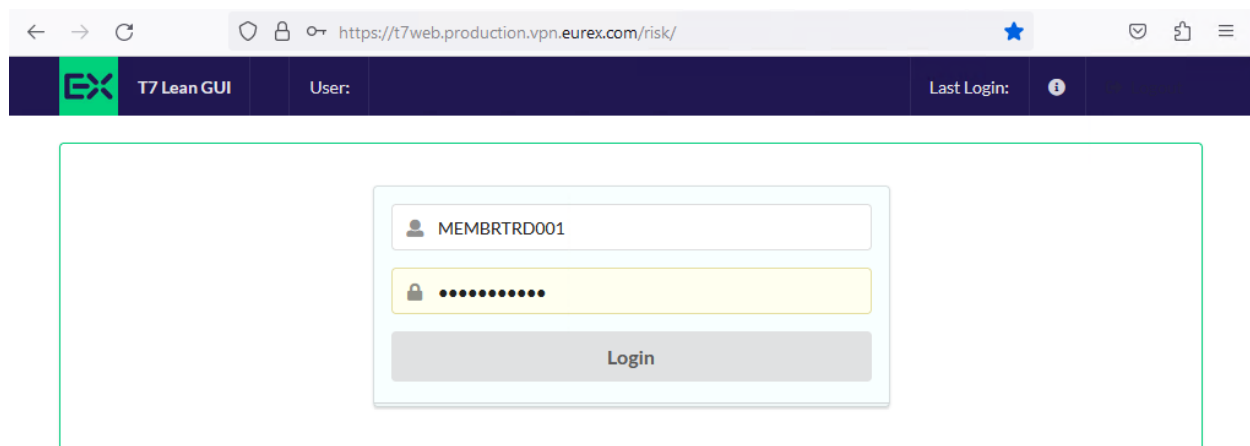 https://t7web.production.vpn.eurex.com/risk/
EX T7 Lean GUI User: Last Login:
MEMBRTRD001
•••••••••••
Login